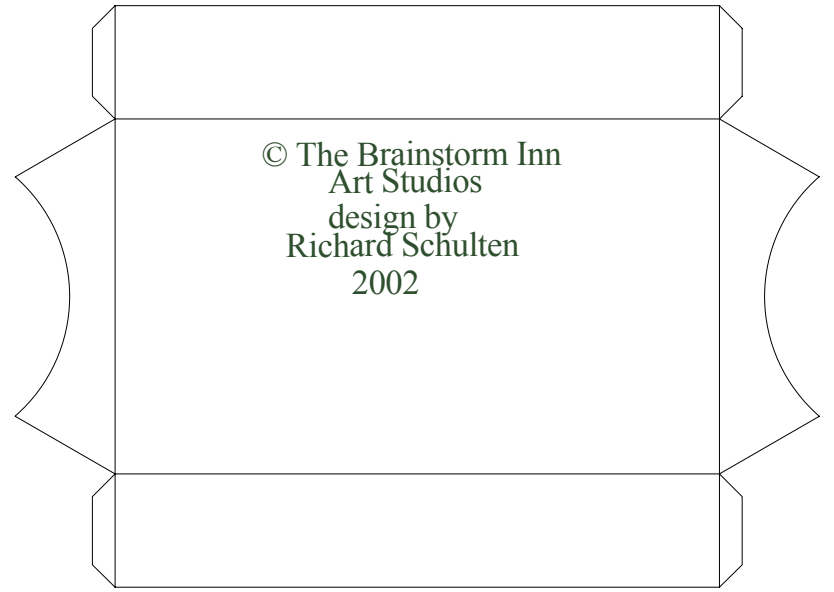 © The Brainstorm Inn
Art Studios
design by
Richard Schulten
2002